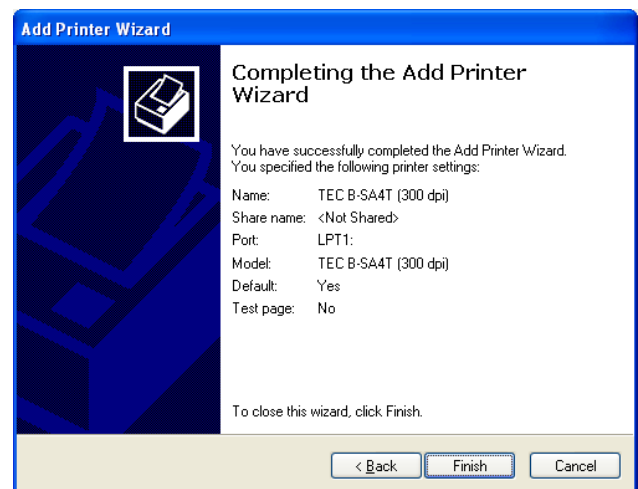 Add Printer Wizard
Completing the Add Printer
Wizard
You have successfully completed the Add Printer Wizard.
You specified the following printer settings:
Name: TEC B-SA4T (300 dpi)
Share name: <Not Shared>
Port: LPT1:
Model: TEC B-SA4T (300 dpi)
Default: Yes
Test page: No
To close this wizard, click Finish.
< Back Finish Cancel